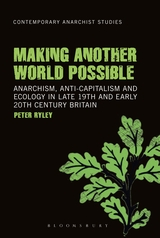 CONTEMPORARY ANARCHIST STUDIES
MAKING ANOTHER
WORLD POSSIBLE
ANARCHISM, ANTI-CAPITALISM AND
ECOLOGY IN LATE 19TH AND EARLY
20TH CENTURY BRITAIN
PETER RYLEY
BLOOMSBURY